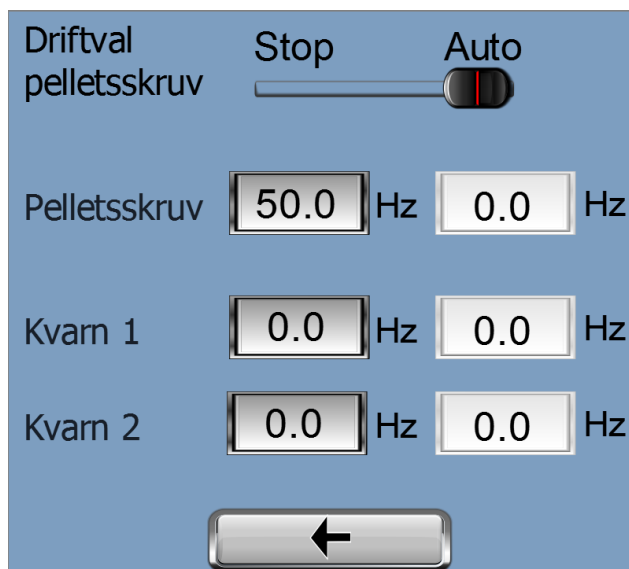 Driftval Stop Auto
pelletsskruv
Pelletsskruv 50.0 Hz 0.0 Hz
Kvarn 1 0.0 Hz 0.0 Hz
Kvarn 2 0.0 Hz 0.0 Hz